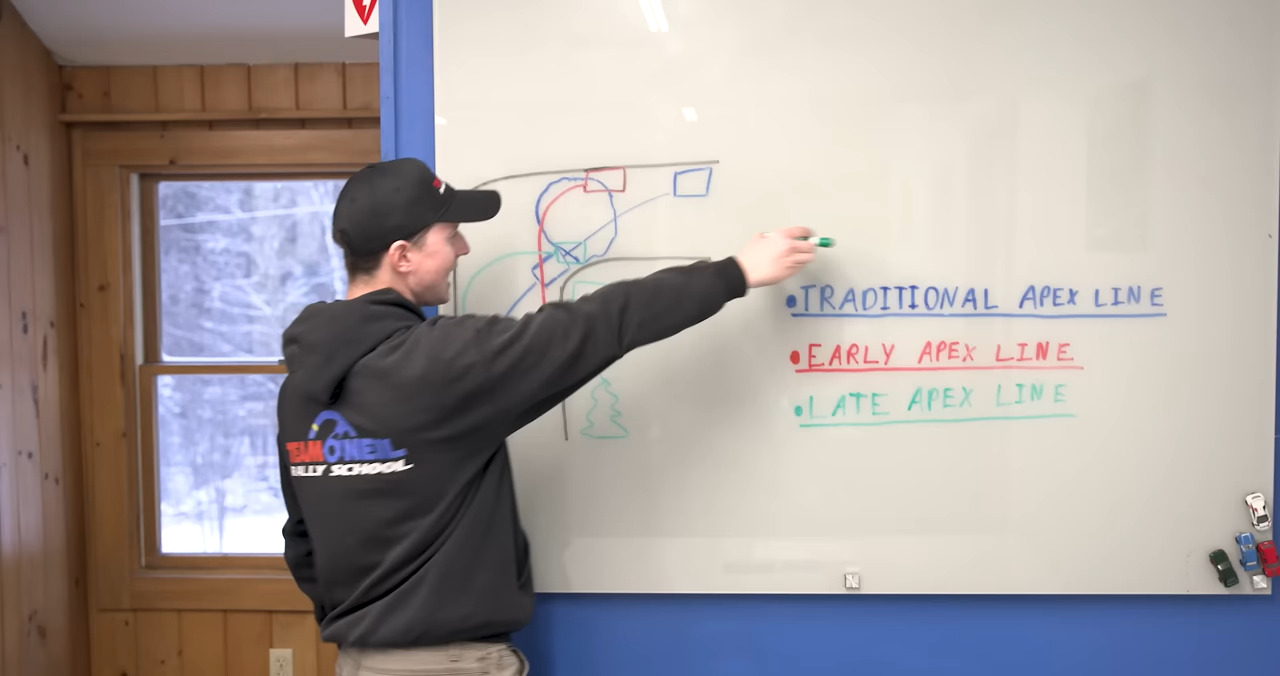 • TRADITIONAL APEX LINE
• EARLY APEX LINE
• LATE APEX LINE
TEAM O'NEIL
RALLY SCHOOL